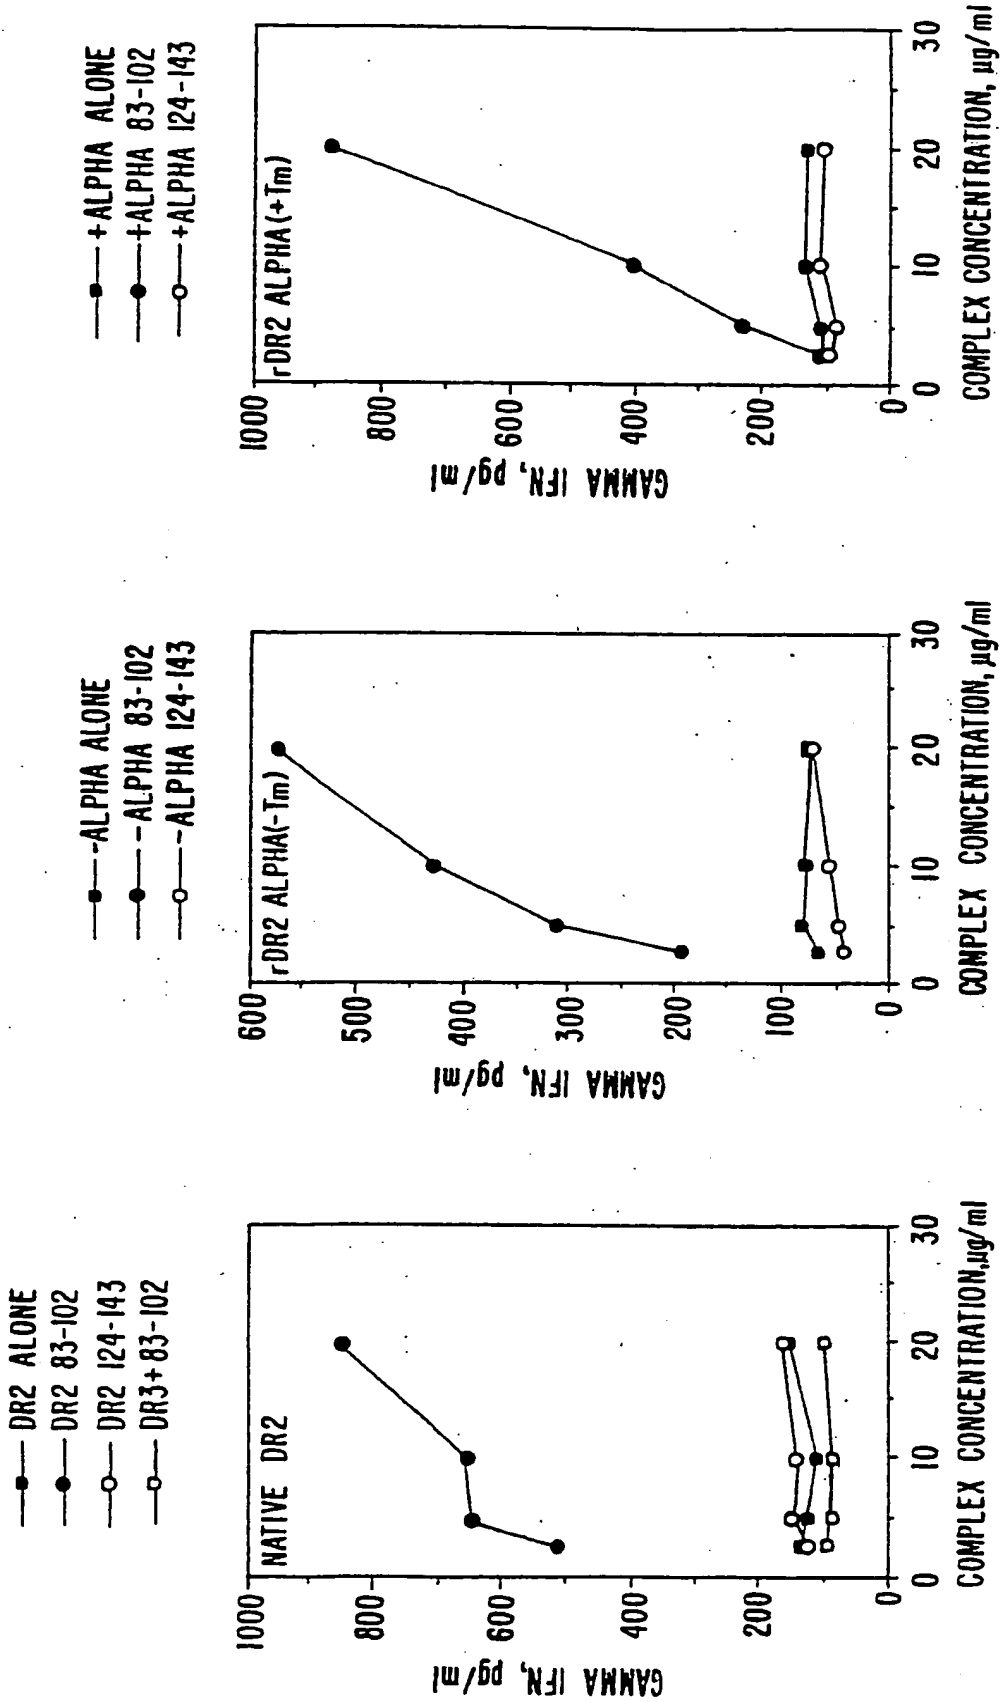 DR2 ALONE
DR2 83-102
DR2 124-143
DR3+83-102
NATIVE DR2
1000
800
600
400
200
0
GAMMA IFN, pg/ml
0
10
20
30
COMPLEX CONCENTRATION,µg/ml
-ALPHA ALONE
-ALPHA 83-102
-ALPHA 124-143
rDR2 ALPHA(-Tm)
600
500
400
300
200
100
0
GAMMA IFN, pg/ml
0
10
20
30
COMPLEX CONCENTRATION, µg/ml
+ALPHA ALONE
+ALPHA 83-102
+ALPHA 124-143
rDR2 ALPHA(+Tm)
1000
800
600
400
200
0
GAMMA IFN, pg/ml
0
10
20
30
COMPLEX CONCENTRATION, µg/ml